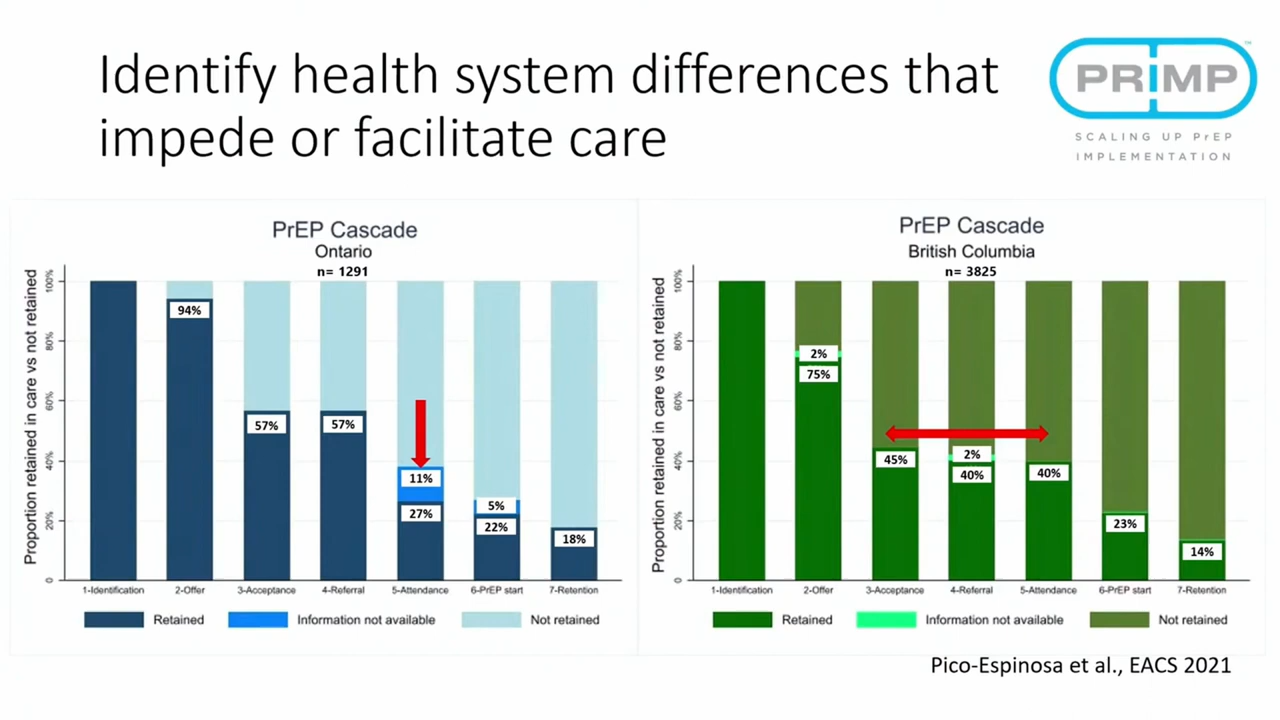 Identify health system differences that
impede or facilitate care
PRiMP
™
SCALING UP PrEP
IMPLEMENTATION
PrEP Cascade
Ontario
n= 1291
Proportion retained in care vs not retained
100%
80%
60%
40%
20%
0
94%
57%
57%
11%
27%
5%
22%
18%
1-Identification
2-Offer
3-Acceptance
4-Referral
5-Attendance
6-PrEP start
7-Retention
Retained
Information not available
Not retained
PrEP Cascade
British Columbia
n= 3825
Proportion retained in care vs not retained
100%
80%
60%
40%
20%
0
2%
75%
45%
2%
40%
40%
23%
14%
1-Identification
2-Offer
3-Acceptance
4-Referral
5-Attendance
6-PrEP start
7-Retention
Retained
Information not available
Not retained
Pico-Espinosa et al., EACS 2021